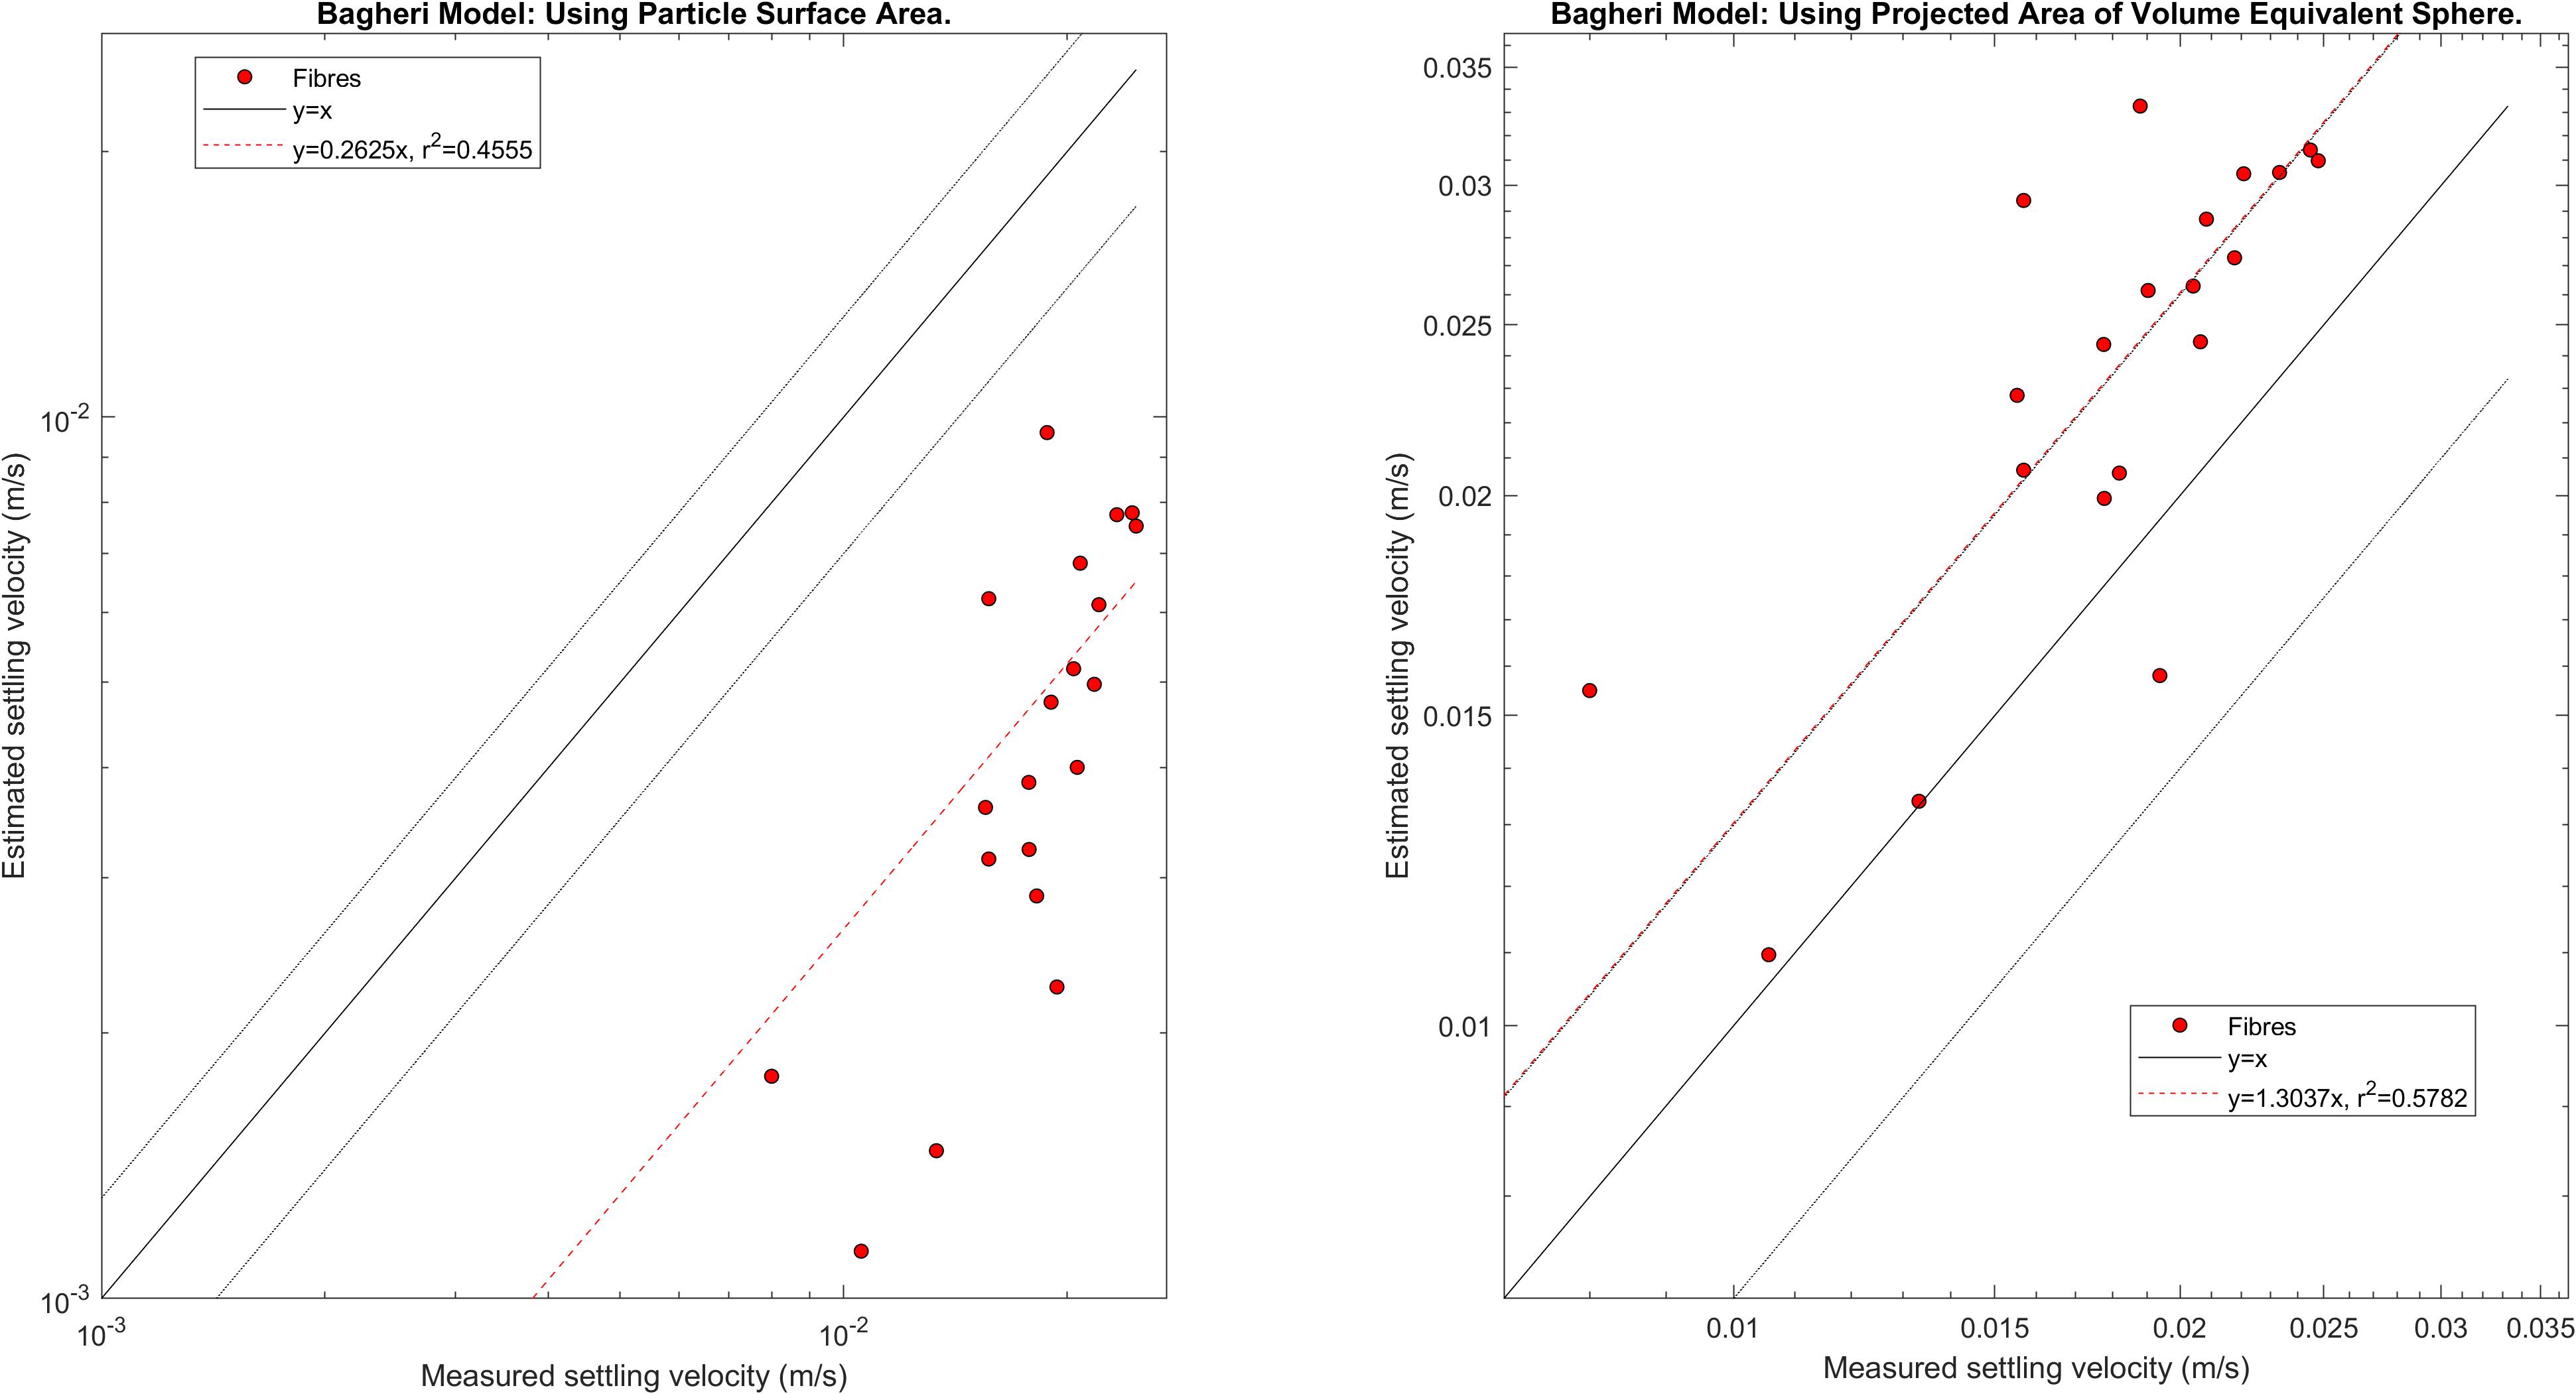 Bagheri Model: Using Particle Surface Area.
Fibres
y=x
y=0.2625x, r²=0.4555
Estimated settling velocity (m/s)
10⁻²
10⁻³
10⁻³ 10⁻²
Measured settling velocity (m/s)
Bagheri Model: Using Projected Area of Volume Equivalent Sphere.
Estimated settling velocity (m/s)
0.035
0.03
0.025
0.02
0.015
0.01
Fibres
y=x
y=1.3037x, r²=0.5782
0.01 0.015 0.02 0.025 0.03 0.035
Measured settling velocity (m/s)